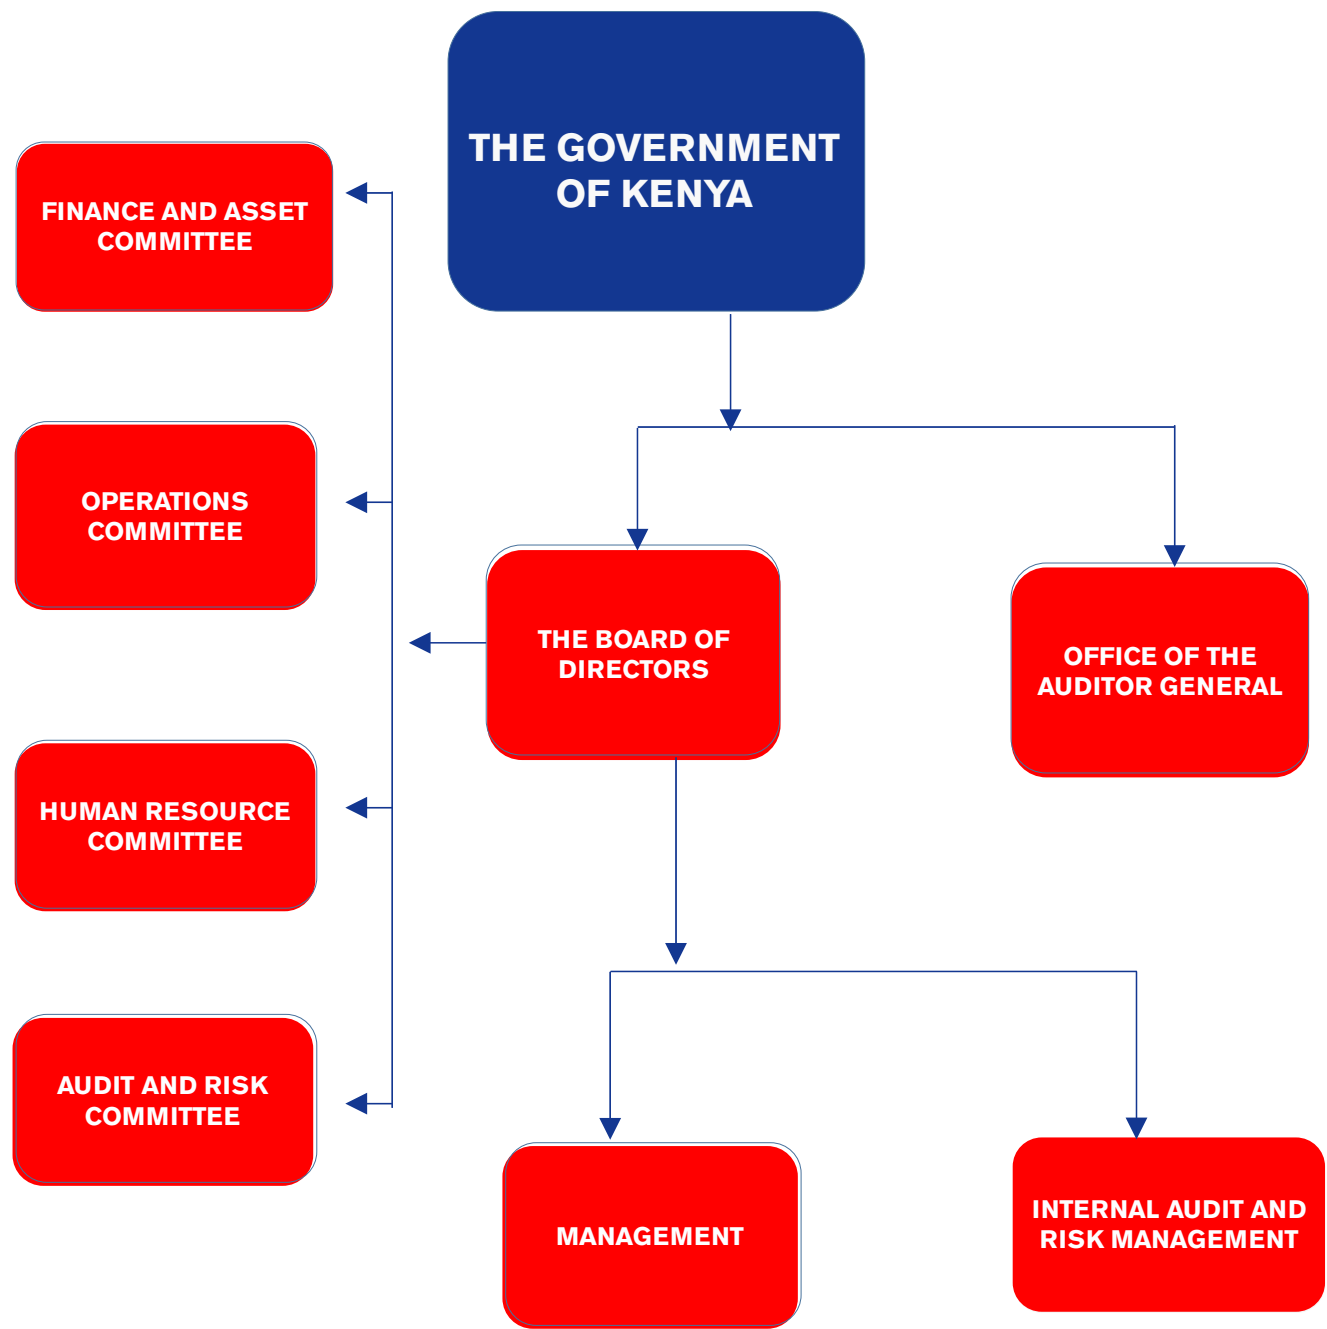 THE GOVERNMENT
OF KENYA
FINANCE AND ASSET
COMMITTEE
OPERATIONS
COMMITTEE
THE BOARD OF
DIRECTORS
OFFICE OF THE
AUDITOR GENERAL
HUMAN RESOURCE
COMMITTEE
AUDIT AND RISK
COMMITTEE
MANAGEMENT
INTERNAL AUDIT AND
RISK MANAGEMENT